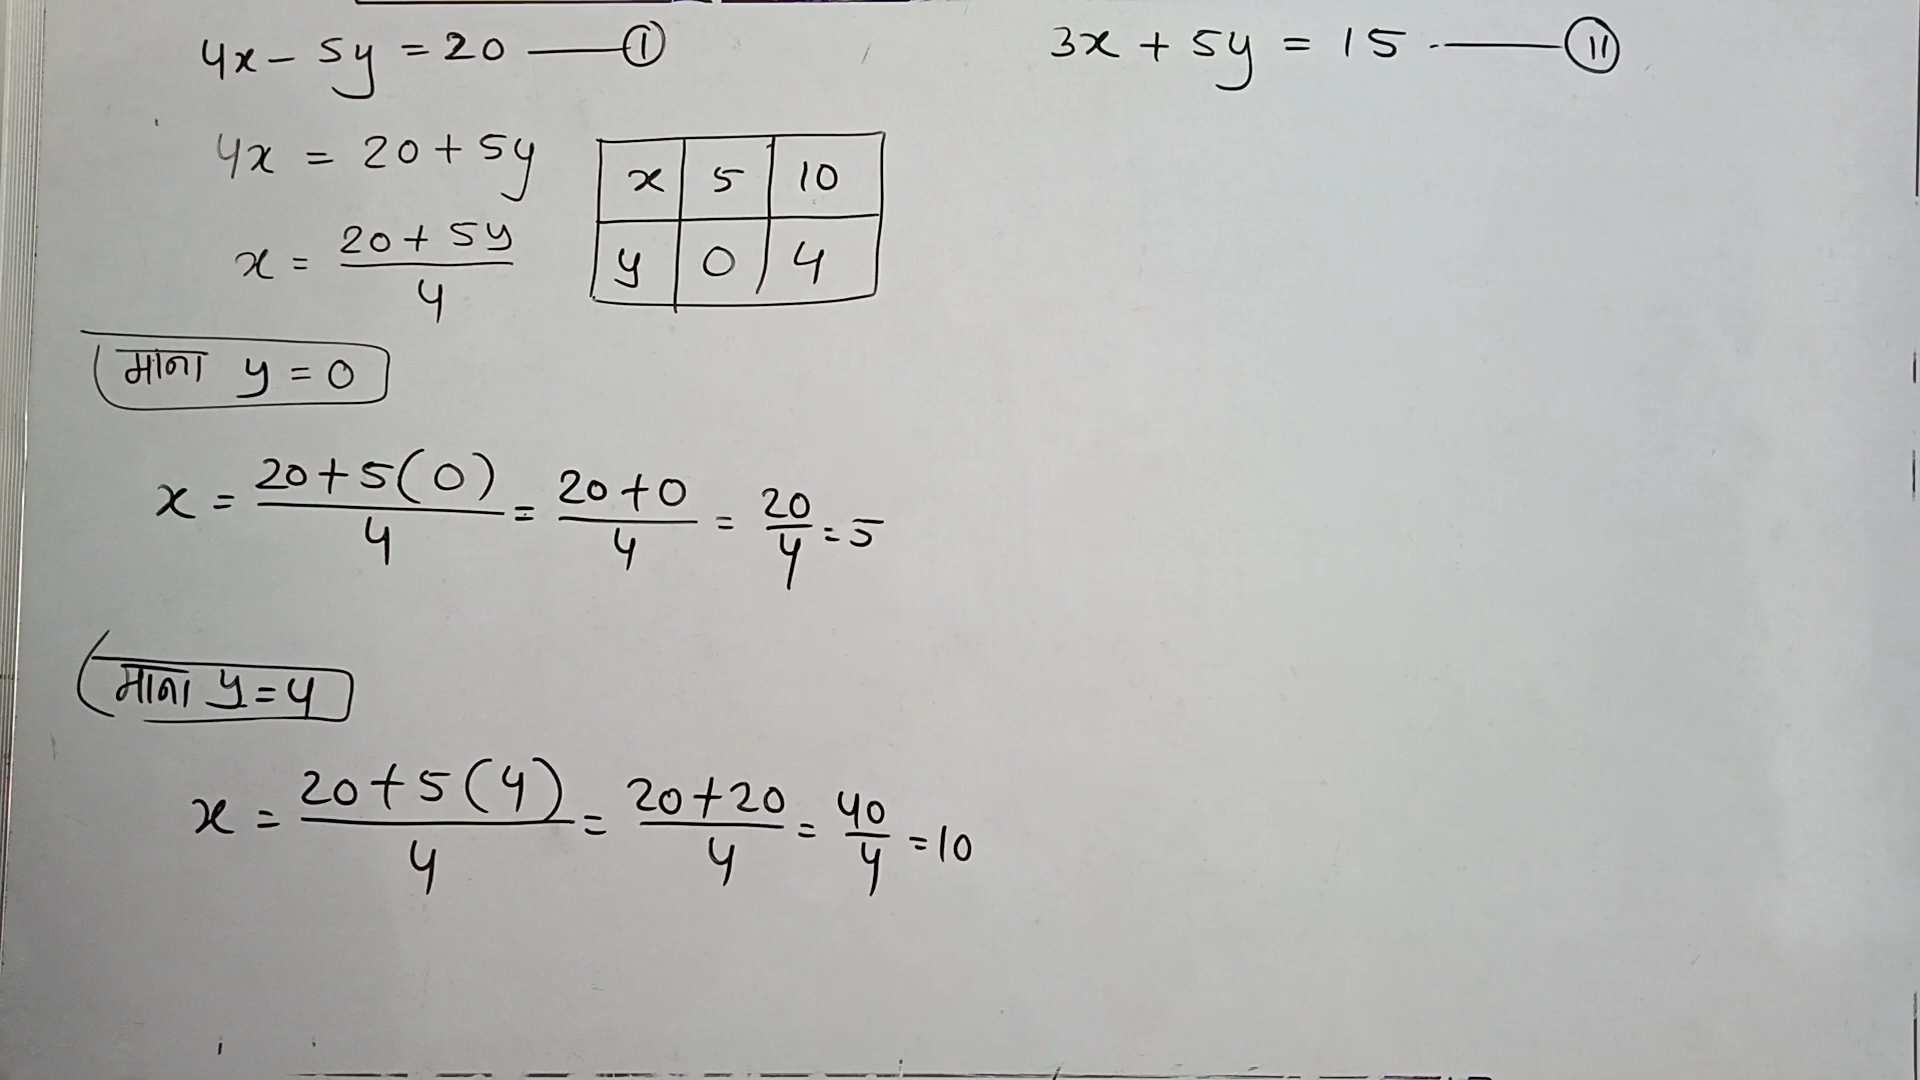 4x - 5y = 20 —— (I)
3x + 5y = 15 —— (II)
4x = 20 + 5y
x = (20 + 5y)/4
x 5 10
y 0 4
माना y = 0
x = (20 + 5(0))/4 = (20 + 0)/4 = 20/4 = 5
माना y = 4
x = (20 + 5(4))/4 = (20 + 20)/4 = 40/4 = 10